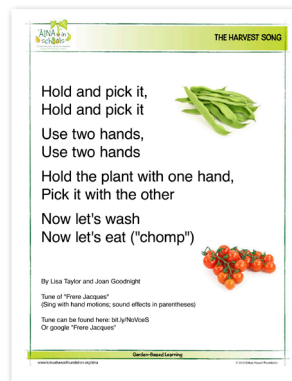 'AINA in
schools
THE HARVEST SONG
Hold and pick it,
Hold and pick it
Use two hands,
Use two hands
Hold the plant with one hand,
Pick it with the other
Now let's wash
Now let's eat ("chomp")
By Lisa Taylor and Joan Goodnight
Tune of "Frere Jacques"
(Sing with hand motions; sound effects in parentheses)
Tune can be found here: bit.ly/NoVceS
Or google "Frere Jacques"
Garden-Based Learning